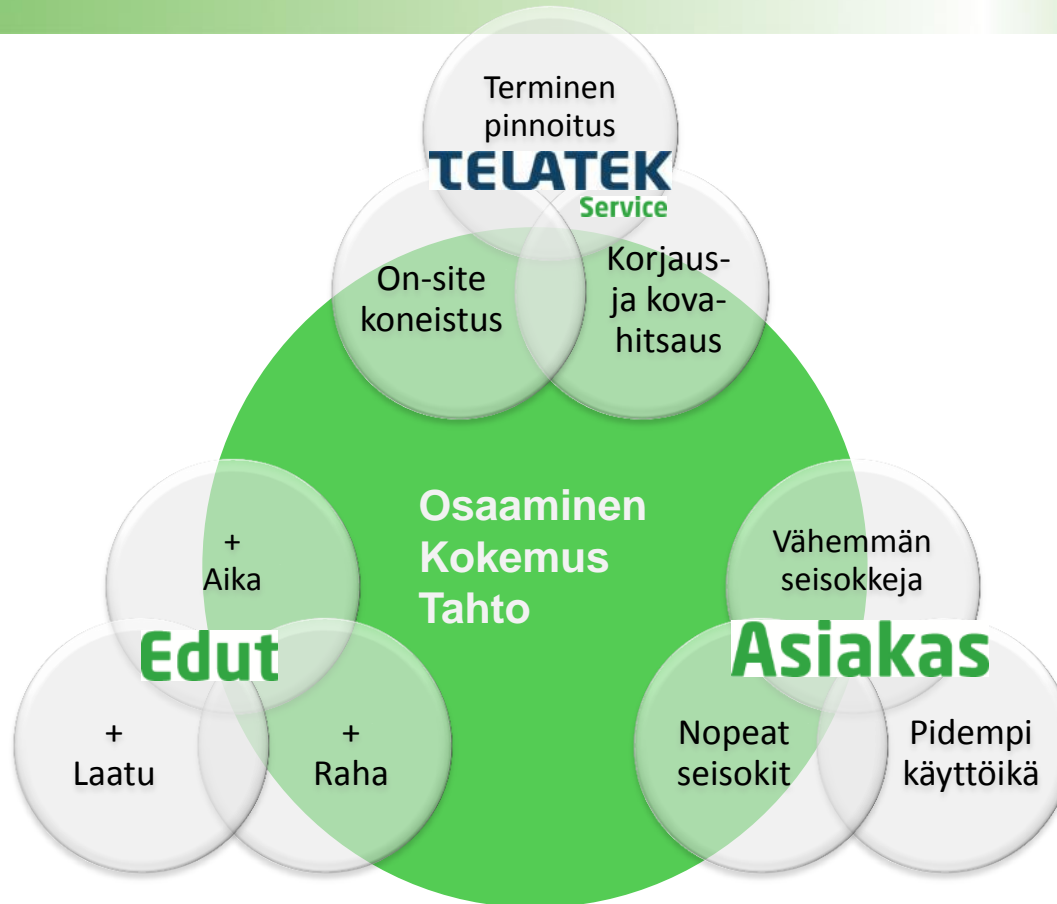 Terminen
pinnoitus
TELATEK
Service
On-site
koneistus
Korjaus-
ja kova-
hitsaus
Osaaminen
Kokemus
Tahto
+
Aika
Edut
+
Laatu
+
Raha
Vähemmän
seisokkeja
Asiakas
Nopeat
seisokit
Pidempi
käyttöikä